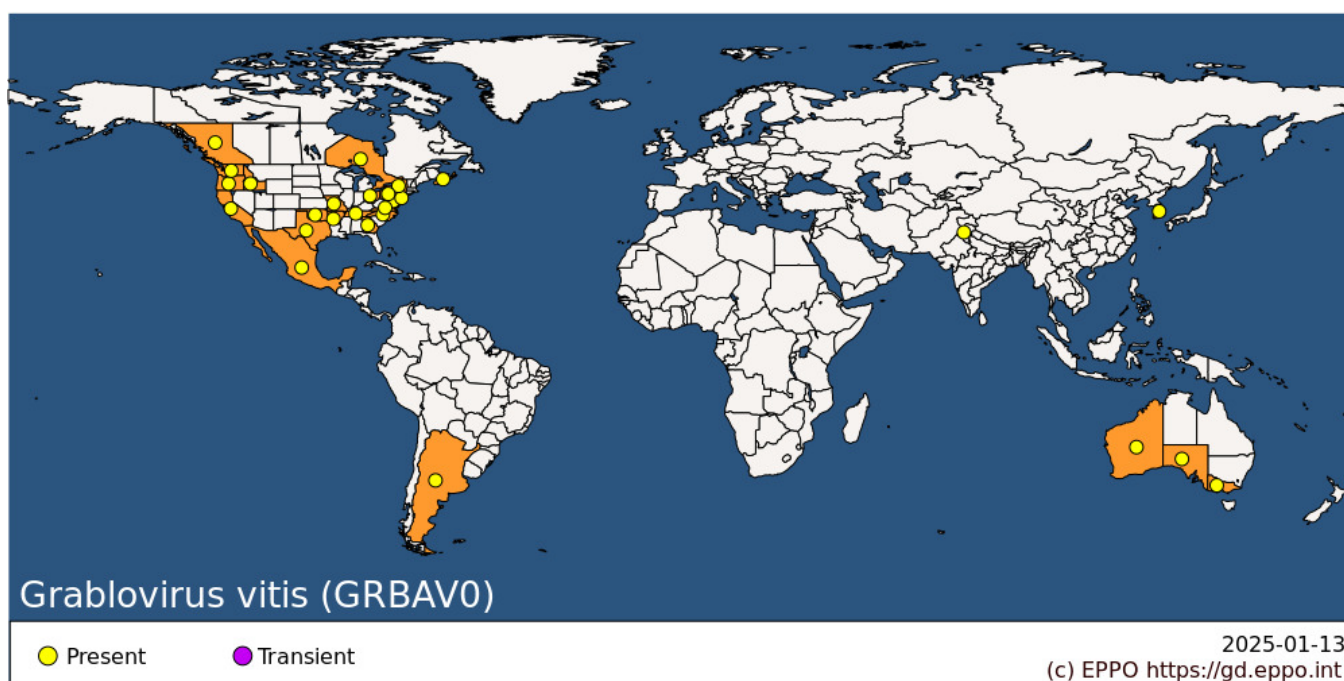 Grablovirus vitis (GRBAV0)
Present
Transient
2025-01-13
(c) EPPO https://gd.eppo.int